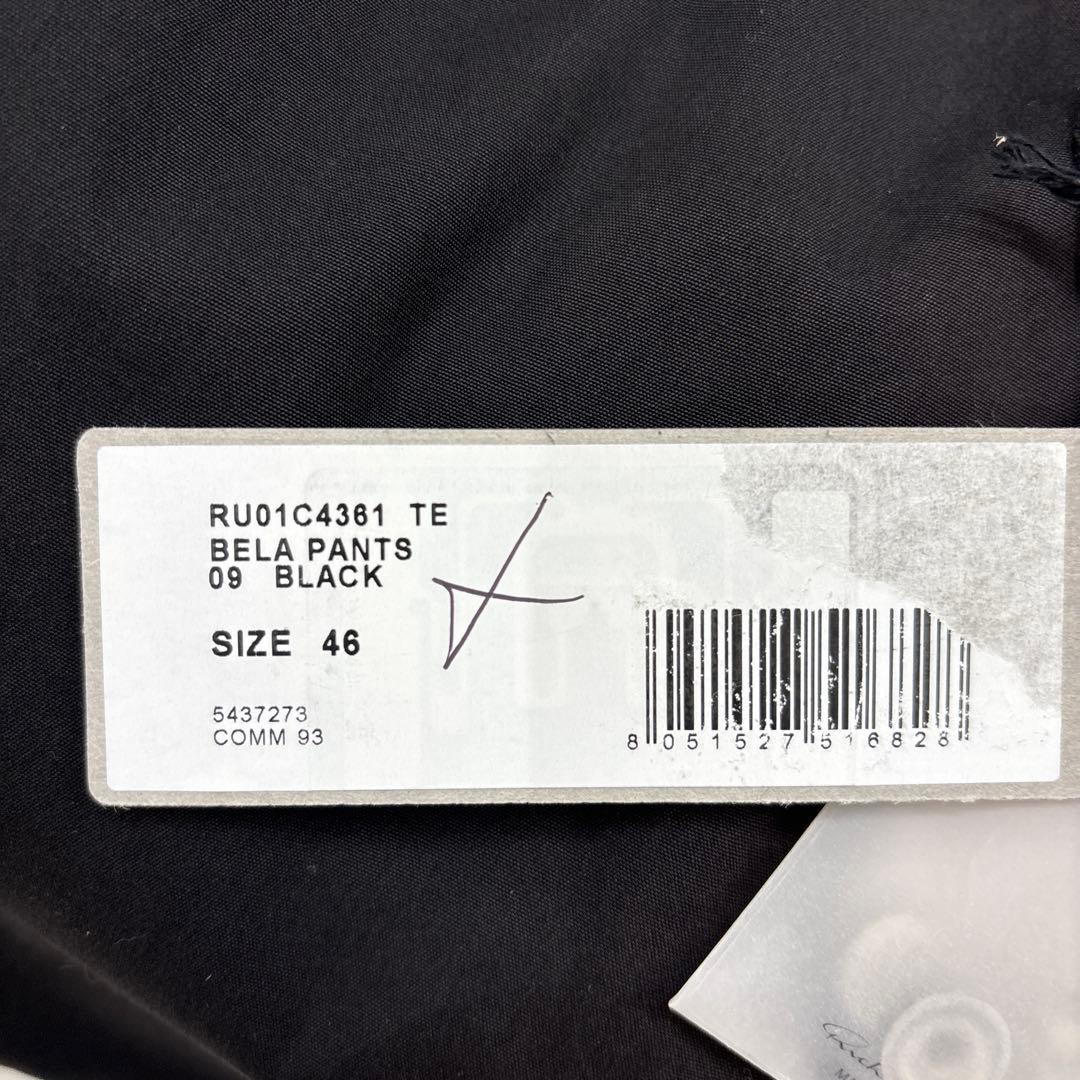 RU01C4361 TE
BELA PANTS
09 BLACK
SIZE 46
5437273
COMM 93
8 051527 516828